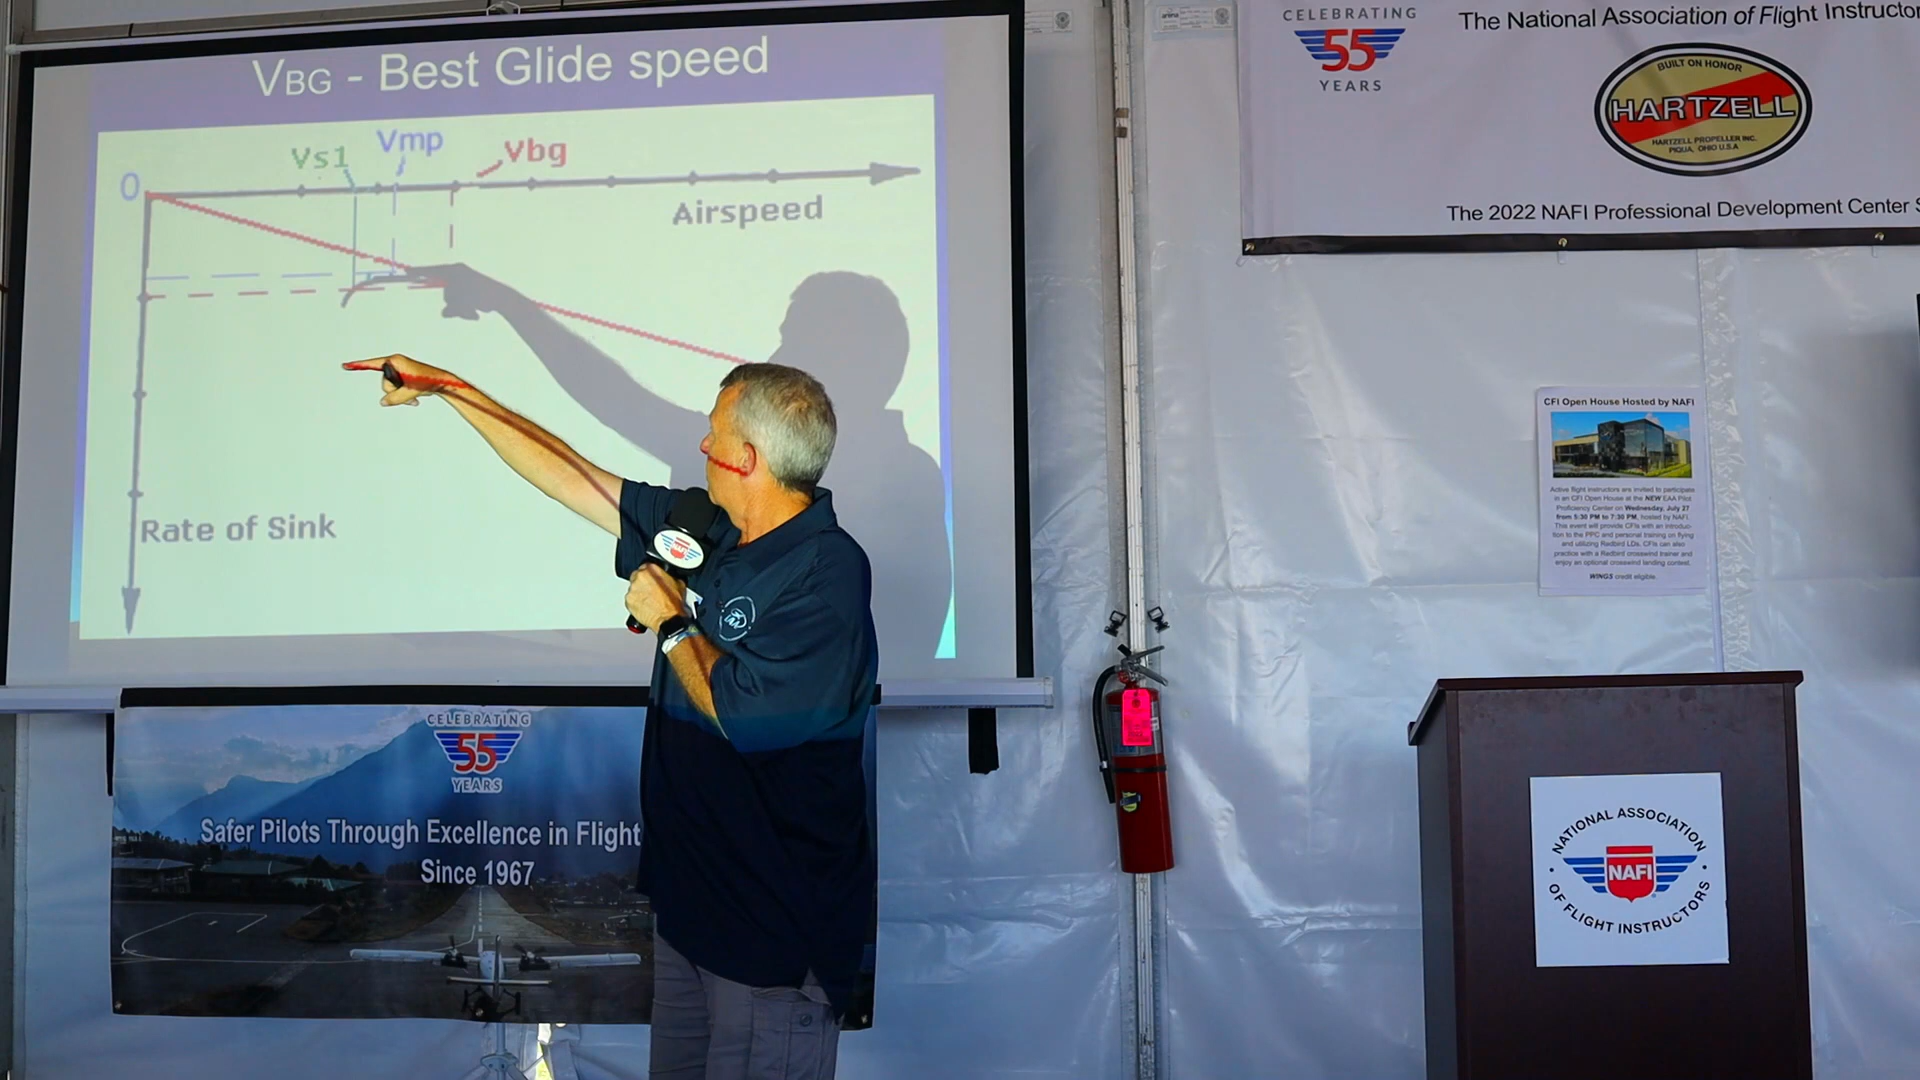 VBG - Best Glide speed
Vs1
Vmp
Vbg
0
Airspeed
Rate of Sink
CELEBRATING
55
YEARS
The National Association of Flight Instructor
BUILT ON HONOR
HARTZELL
HARTZELL PROPELLER INC.
PIQUA, OHIO U.S.A
The 2022 NAFI Professional Development Center S
CFI Open House Hosted by NAFI
Active flight instructors are invited to participate
in an CFI Open House at the NEW EAA Pilot
Proficiency Center on Wednesday, July 27
from 5:30 PM to 7:30 PM, hosted by NAFI.
This event will provide CFIs with an introduc-
tion to the PPC and personal training on flying
and utilizing Redbird LDs. CFIs can also
practice with a Redbird crosswind trainer and
enjoy an optional crosswind landing contest.
WINGS credit eligible.
NAFI
CELEBRATING
55
YEARS
Safer Pilots Through Excellence in Flight
Since 1967
NATIONAL ASSOCIATION
NAFI
OF FLIGHT INSTRUCTORS